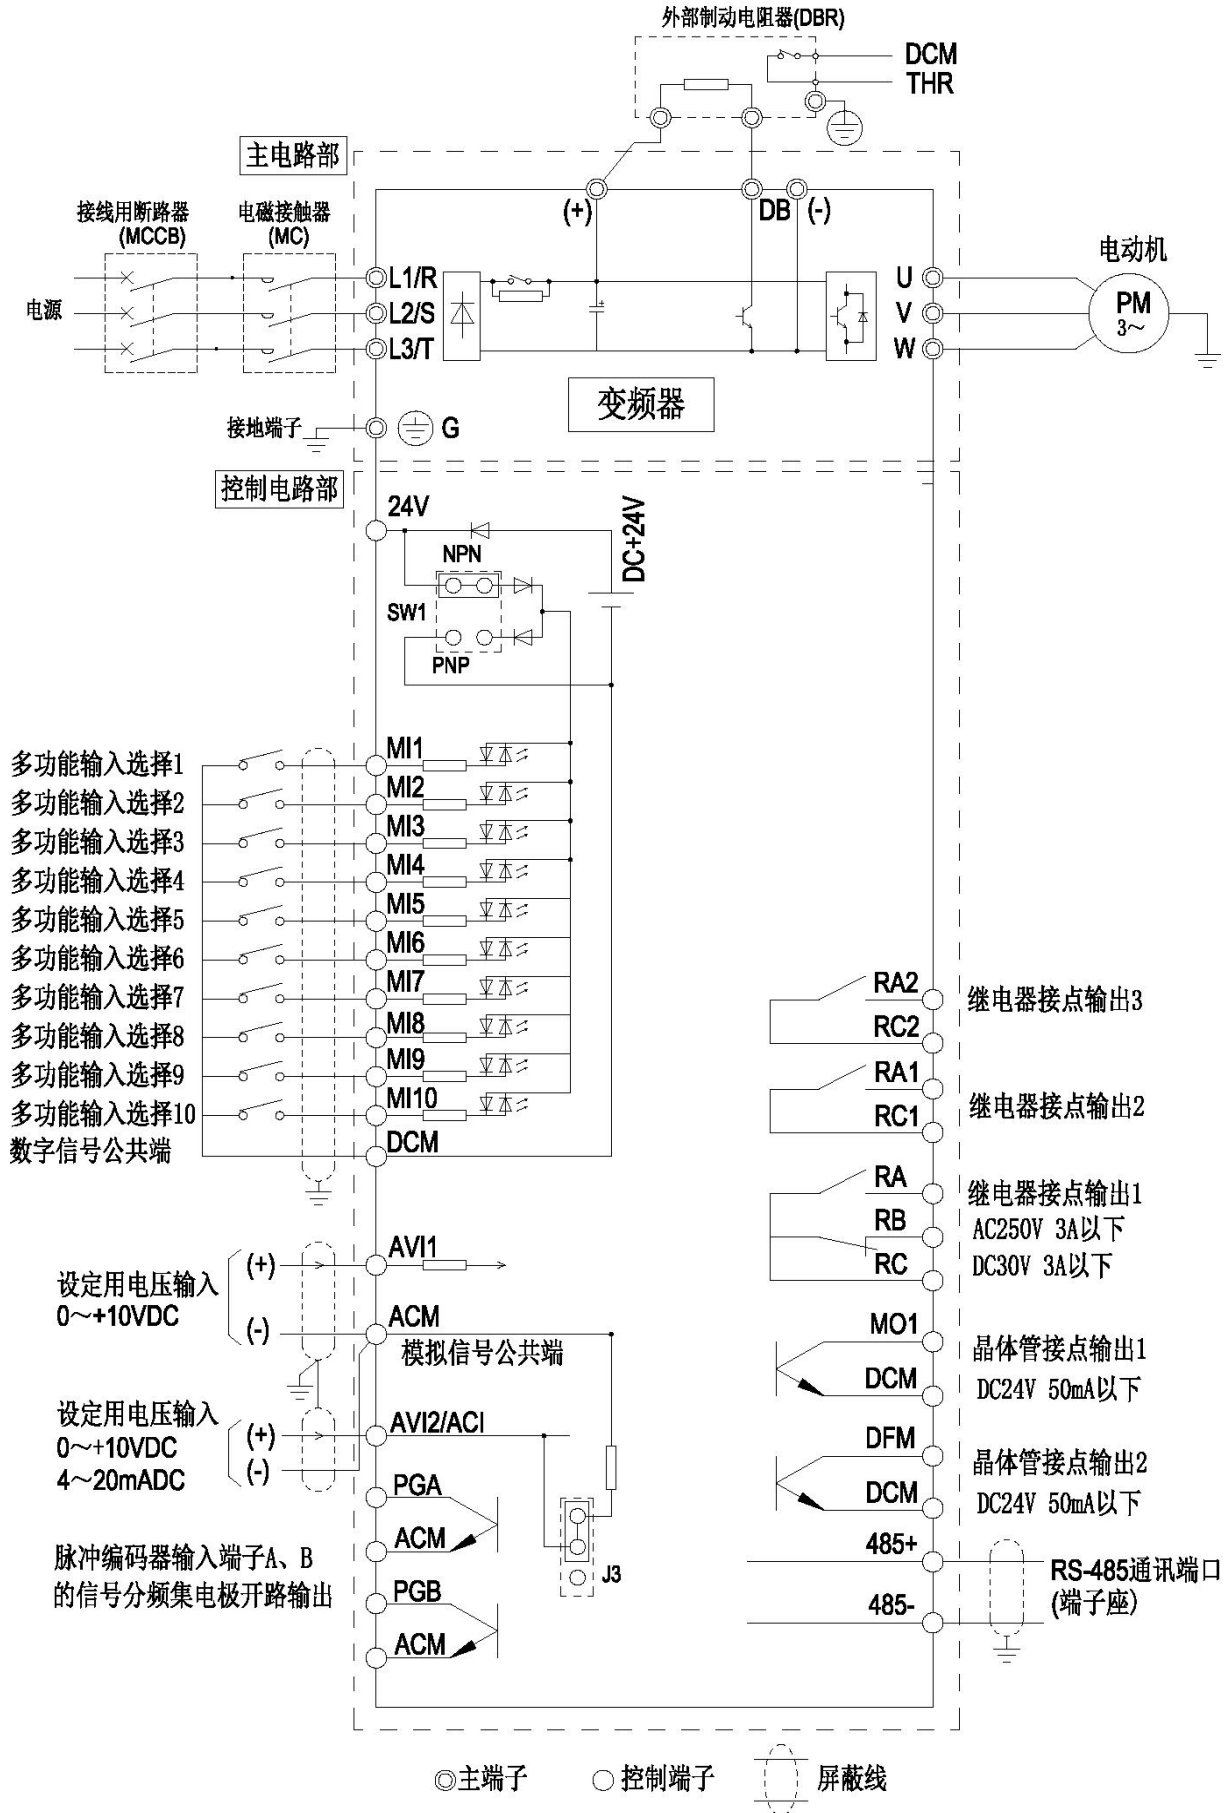 外部制动电阻器(DBR)
DCM
THR
主电路部
接线用断路器
(MCCB)
电磁接触器
(MC)
(+)
DB
(-)
电动机
电源
L1/R
L2/S
L3/T
U
V
W
PM
3～
变频器
接地端子
G
控制电路部
24V
NPN
SW1
PNP
DC+24V
多功能输入选择1
MI1
多功能输入选择2
MI2
多功能输入选择3
MI3
多功能输入选择4
MI4
多功能输入选择5
MI5
多功能输入选择6
MI6
多功能输入选择7
MI7
多功能输入选择8
MI8
多功能输入选择9
MI9
多功能输入选择10
MI10
数字信号公共端
DCM
RA2
RC2
继电器接点输出3
RA1
RC1
继电器接点输出2
RA
RB
RC
继电器接点输出1
AC250V 3A以下
DC30V 3A以下
设定用电压输入
0～+10VDC
(+)
(-)
AVI1
ACM
模拟信号公共端
MO1
DCM
晶体管接点输出1
DC24V 50mA以下
设定用电压输入
0～+10VDC
4～20mADC
(+)
(-)
AVI2/ACI
DFM
DCM
晶体管接点输出2
DC24V 50mA以下
PGA
ACM
脉冲编码器输入端子A、B
的信号分频集电极开路输出
PGB
ACM
J3
485+
485-
RS-485通讯端口
(端子座)
主端子
控制端子
屏蔽线